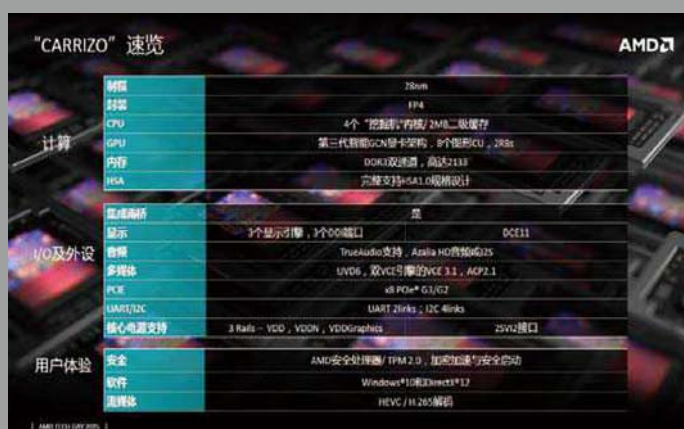 “CARRIZO” 速览
AMD
计算
制程 28nm
封装 FP4
CPU 4个“挖掘机”内核/ 2MB二级缓存
GPU 第三代智能GCN显卡架构，8个图形CU，2RBs
内存 DDR3双通道，高达2133
HSA 完整支持HSA1.0规格设计
I/O及外设
集成南桥 是
显示 3个显示引擎，3个DDI端口 DCE11
音频 TrueAudio支持，Azalia HD音频或I2S
多媒体 UVD6，双VCE引擎的VCE 3.1，ACP2.1
PCIE x8 PCIe® G3/G2
UART/I2C UART 2links；I2C 4links
核心电源支持 3 Rails – VDD，VDDN，VDDGraphics 2SVI2接口
用户体验
安全 AMD安全处理器/ TPM 2.0，加密加速与安全启动
软件 Windows®10和DirectX®12
流媒体 HEVC / H.265解码
| AMD TECH DAY 2015 |